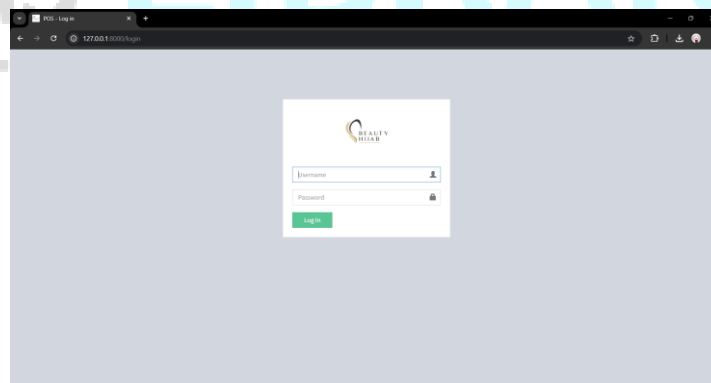 POS - Log in
127.0.0.1:8000/login
BEAUTY
HIJAB
Username
Password
Log In